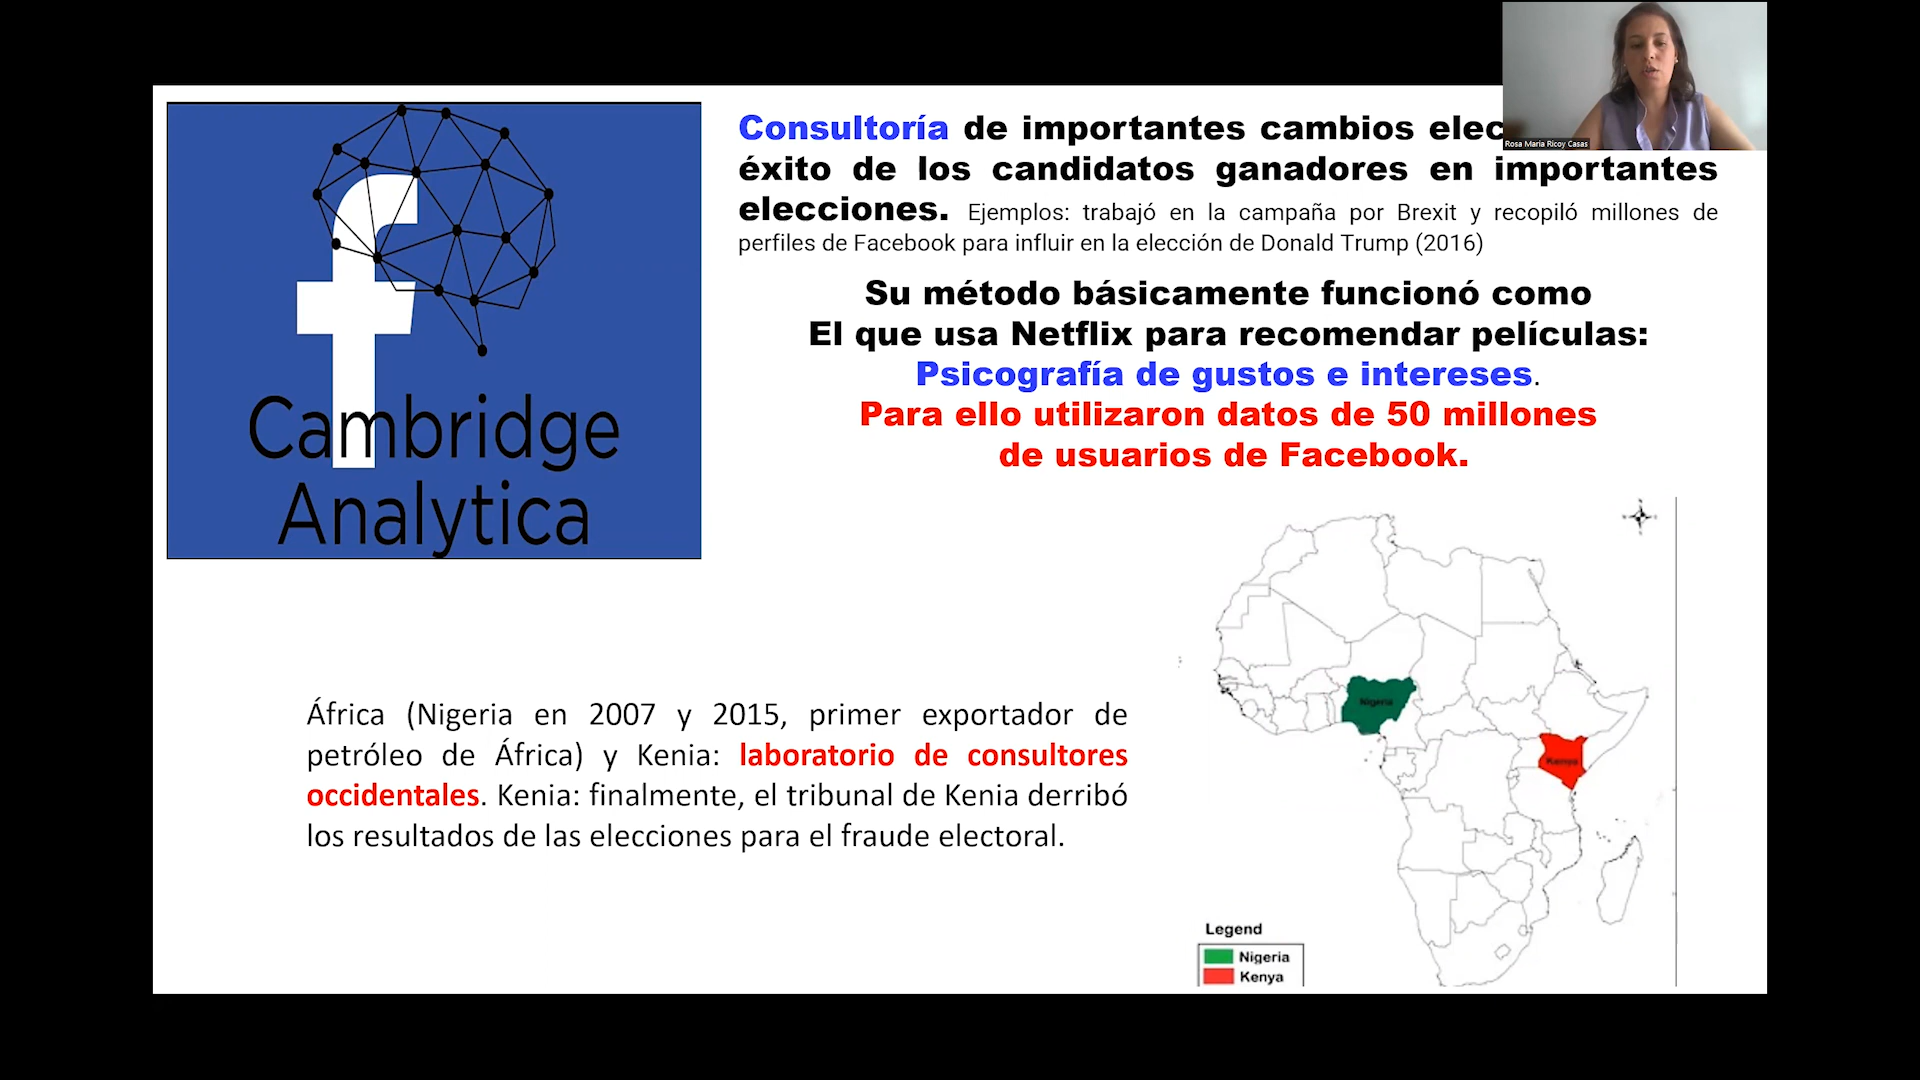 Rosa Maria Ricoy Casas
Consultoría de importantes cambios
éxito de los candidatos ganadores en importantes
elecciones. Ejemplos: trabajó en la campaña por Brexit y recopiló millones de
perfiles de Facebook para influir en la elección de Donald Trump (2016)
Su método básicamente funcionó como
El que usa Netflix para recomendar películas:
Psicografía de gustos e intereses.
Para ello utilizaron datos de 50 millones
de usuarios de Facebook.
f
Cambridge
Analytica
África (Nigeria en 2007 y 2015, primer exportador de
petróleo de África) y Kenia: laboratorio de consultores
occidentales. Kenia: finalmente, el tribunal de Kenia derribó
los resultados de las elecciones para el fraude electoral.
Nigeria
Kenya
Legend
Nigeria
Kenya